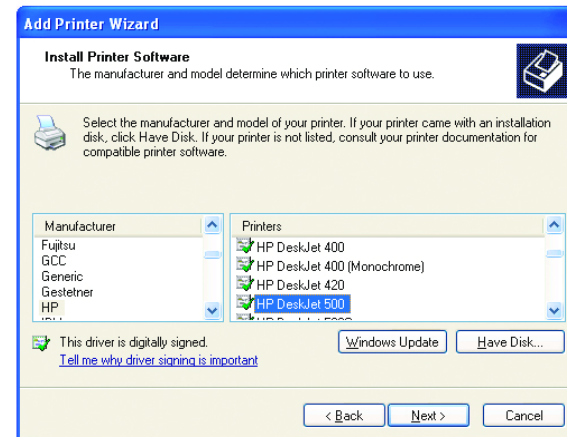 Add Printer Wizard
Install Printer Software
The manufacturer and model determine which printer software to use.
Select the manufacturer and model of your printer. If your printer came with an installation
disk, click Have Disk. If your printer is not listed, consult your printer documentation for
compatible printer software.
Manufacturer
Fujitsu
GCC
Generic
Gestetner
HP
Printers
HP DeskJet 400
HP DeskJet 400 (Monochrome)
HP DeskJet 420
HP DeskJet 500
This driver is digitally signed.
Tell me why driver signing is important
Windows Update
Have Disk...
< Back
Next >
Cancel